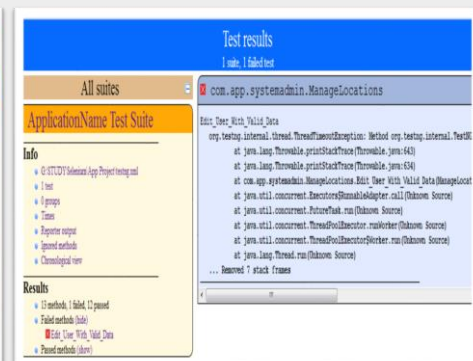 Test results
1 suite, 1 failed test
All suites
ApplicationName Test Suite
Info
G:\STUDY\Selenium\App Project\testng.xml
1 test
0 groups
Times
Reporter output
Ignored methods
Chronological view
Results
13 methods, 1 failed, 12 passed
Failed methods (hide)
Edit_User_With_Valid_Data
Passed methods (show)
com.app.systemadmin.ManageLocations
Edit_User_With_Valid_Data
org.testng.internal.thread.ThreadTimeoutException: Method org.testng.internal.TestNG
at java.lang.Throwable.printStackTrace(Throwable.java:643)
at java.lang.Throwable.printStackTrace(Throwable.java:634)
at com.app.systemadmin.ManageLocations.Edit_User_With_Valid_Data(ManageLocat
at java.util.concurrent.Executors$RunnableAdapter.call(Unknown Source)
at java.util.concurrent.FutureTask.run(Unknown Source)
at java.util.concurrent.ThreadPoolExecutor.runWorker(Unknown Source)
at java.util.concurrent.ThreadPoolExecutor$Worker.run(Unknown Source)
at java.lang.Thread.run(Unknown Source)
... Removed 7 stack frames